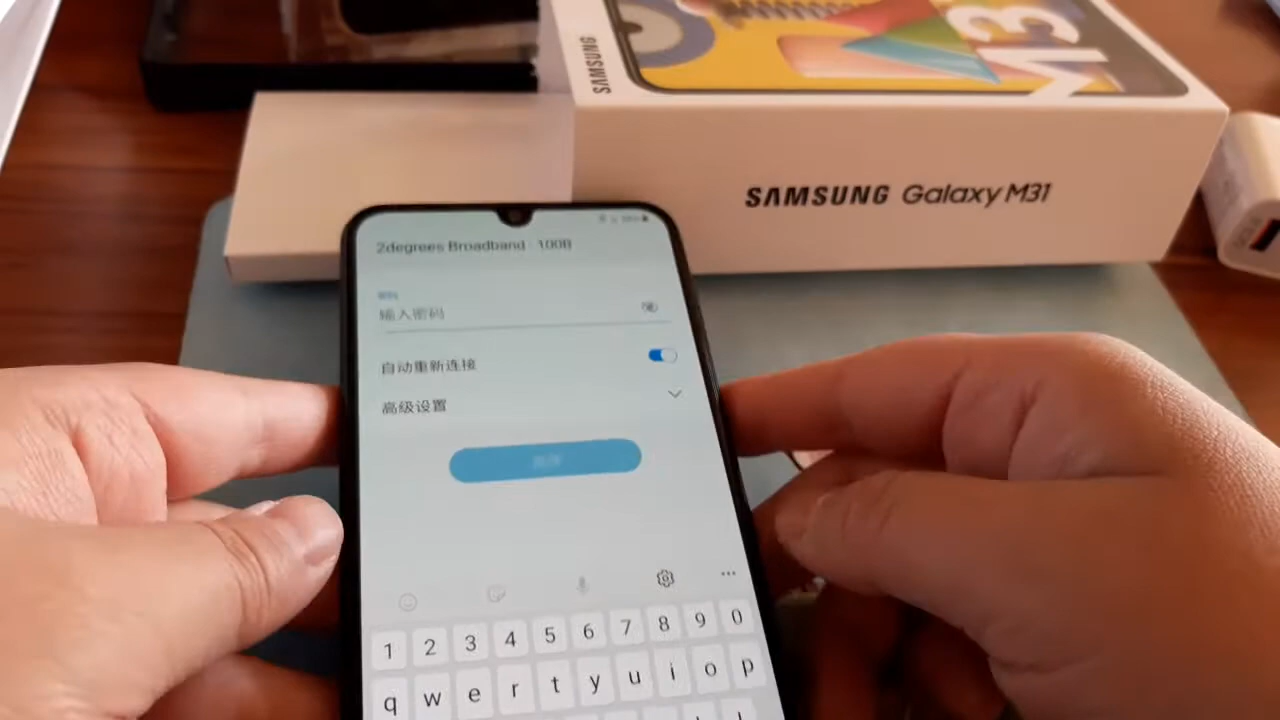 SAMSUNG
M31
SAMSUNG Galaxy M31
2degrees Broadband - 100B
输入密码
自动重新连接
高级设置
1 2 3 4 5 6 7 8 9 0
q w e r t y u i o p